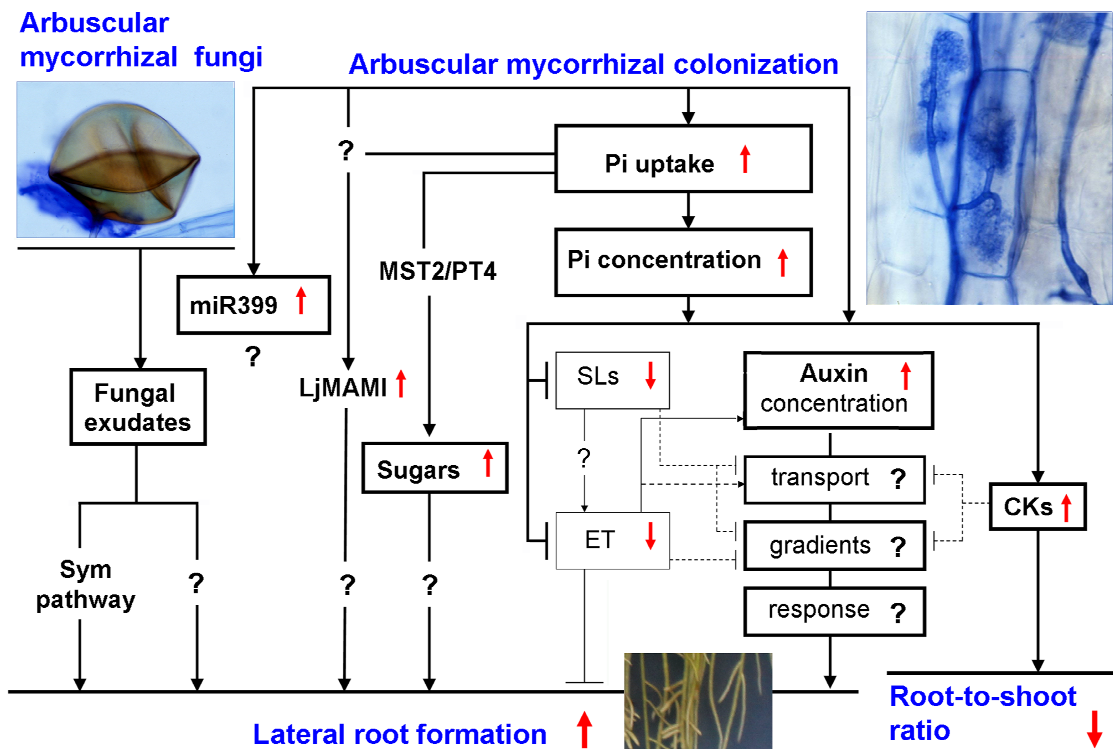 Arbuscular
mycorrhizal fungi
Arbuscular mycorrhizal colonization
?
Pi uptake
MST2/PT4
Pi concentration
miR399
?
LjMAMI
SLs
Auxin
concentration
Fungal
exudates
Sugars
?
transport ?
CKs
ET
gradients ?
Sym
pathway
?
?
?
response ?
Lateral root formation
Root-to-shoot
ratio